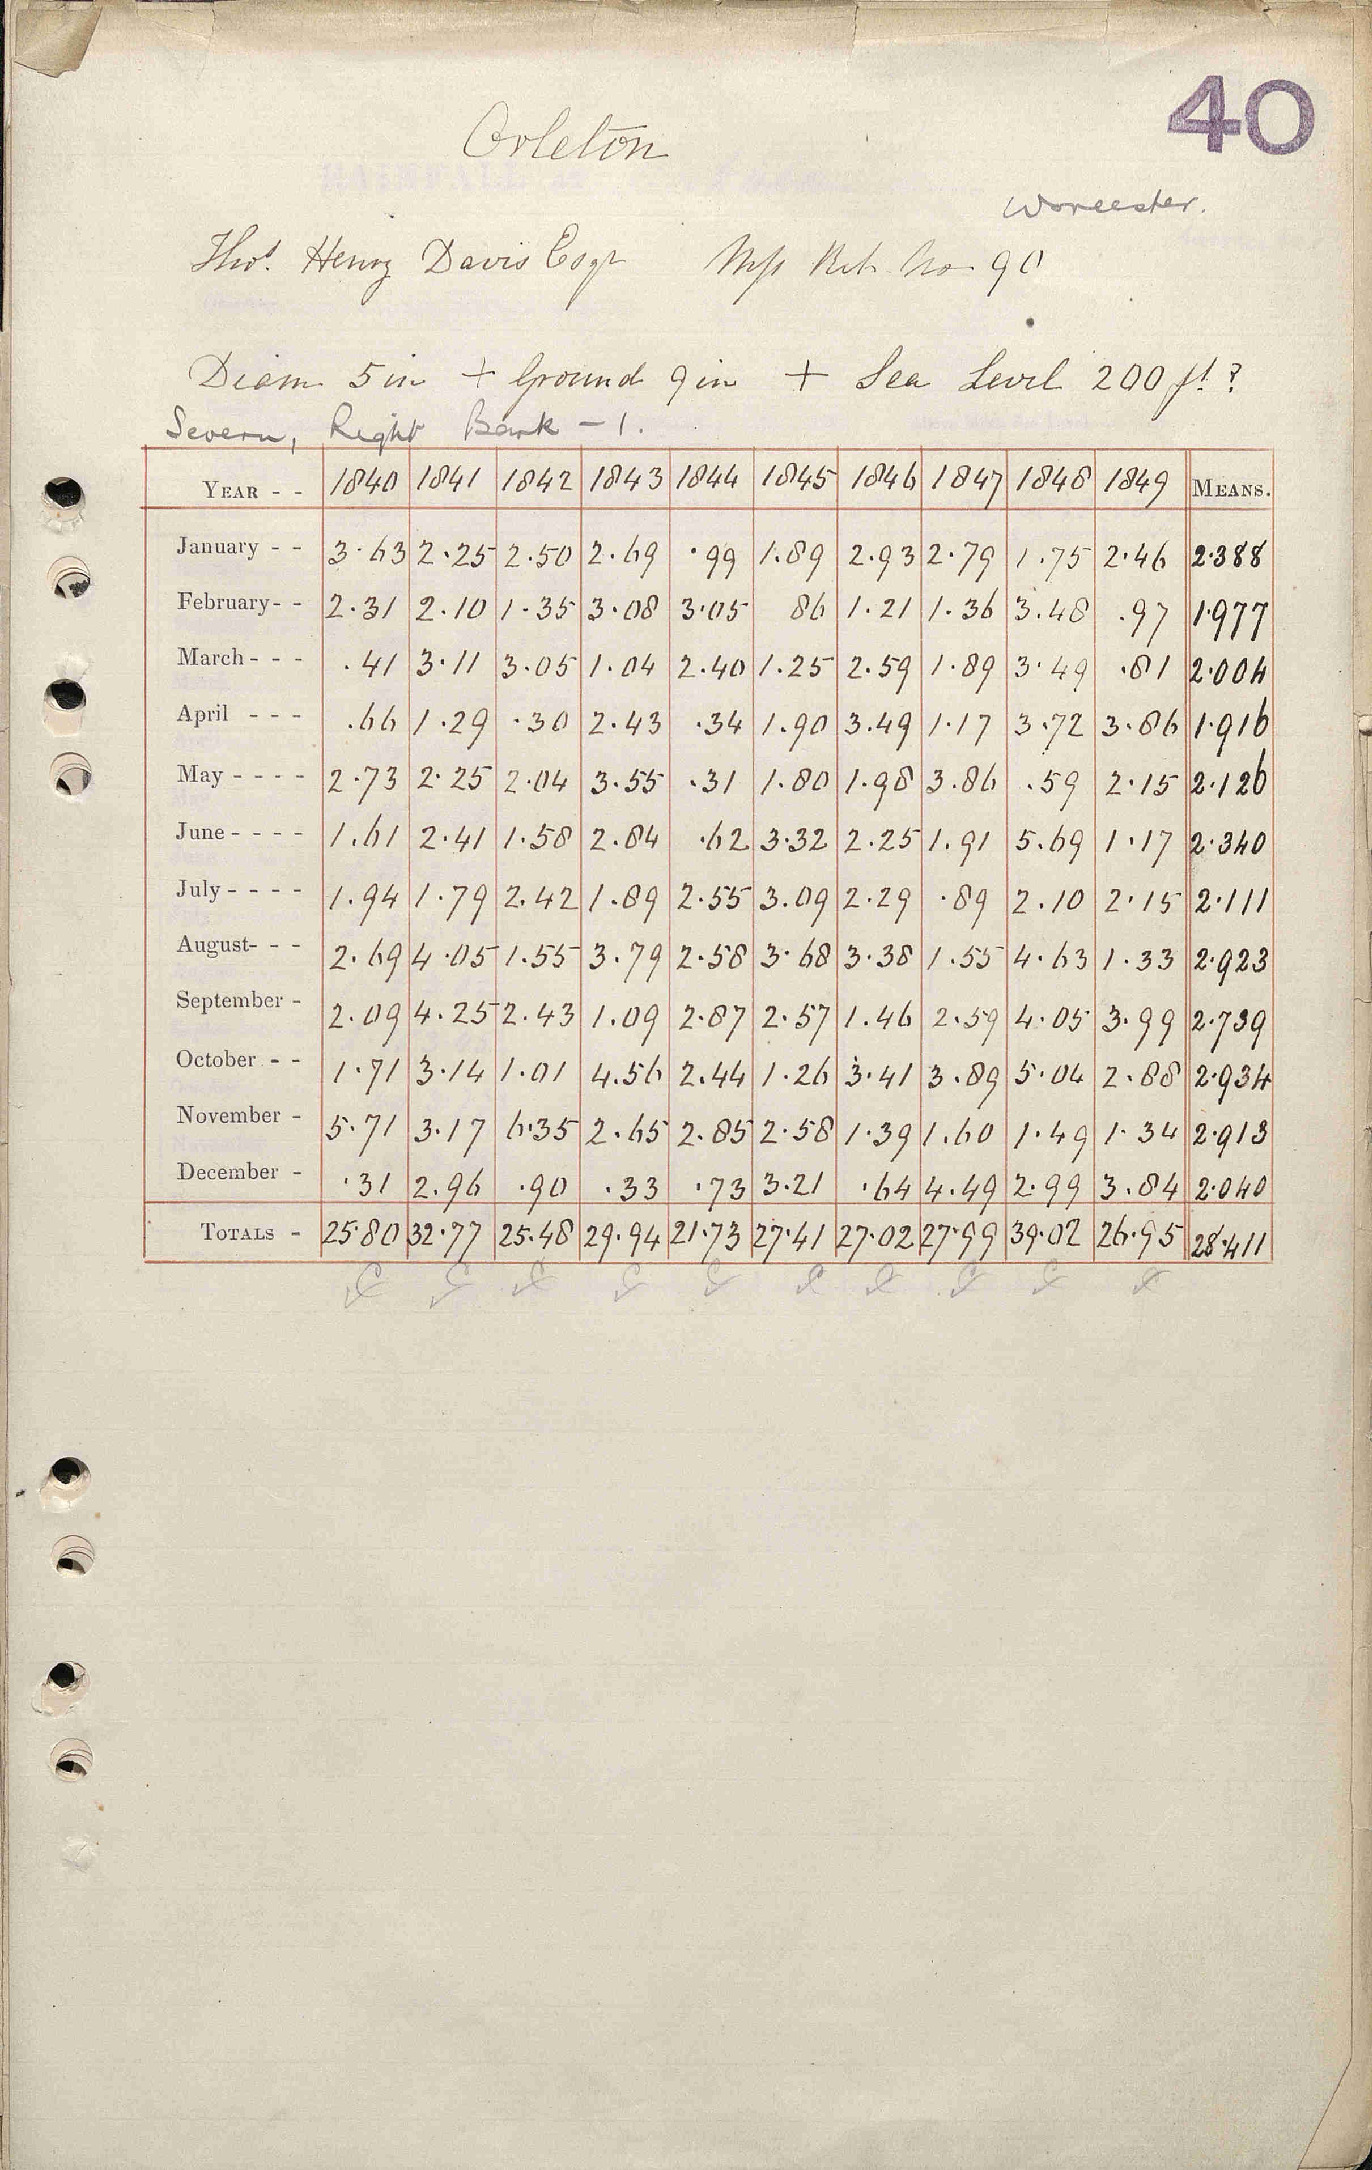 40
Orleton
Worcester.
Thos. Henry Davis Esqr Mss Ret. No 90
Diam 5 in + Ground 9 in + Sea Level 200 ft. ?
Severn, Right Bank - 1.
YEAR - - 1840 1841 1842 1843 1844 1845 1846 1847 1848 1849 MEANS.
January - - 3.63 2.25 2.50 2.69 .99 1.89 2.93 2.79 1.75 2.46 2.388
February - - 2.31 2.10 1.35 3.08 3.05 86 1.21 1.36 3.48 .97 1.977
March - - - .41 3.11 3.05 1.04 2.40 1.25 2.59 1.89 3.49 .81 2.004
April - - - .66 1.29 .30 2.43 .34 1.90 3.49 1.17 3.72 3.86 1.916
May - - - - 2.73 2.25 2.04 3.55 .31 1.80 1.98 3.86 .59 2.15 2.126
June - - - - 1.61 2.41 1.58 2.84 .62 3.32 2.25 1.91 5.69 1.17 2.340
July - - - - 1.94 1.79 2.42 1.89 2.55 3.09 2.29 .89 2.10 2.15 2.111
August - - - 2.69 4.05 1.55 3.79 2.58 3.68 3.38 1.55 4.63 1.33 2.923
September - 2.09 4.25 2.43 1.09 2.87 2.57 1.46 2.59 4.05 3.99 2.739
October - - 1.71 3.14 1.01 4.56 2.44 1.26 3.41 3.89 5.04 2.88 2.934
November - 5.71 3.17 6.35 2.65 2.85 2.58 1.39 1.60 1.49 1.34 2.913
December - .31 2.96 .90 .33 .73 3.21 .64 4.49 2.99 3.84 2.040
TOTALS - 25.80 32.77 25.48 29.94 21.73 27.41 27.02 27.99 39.02 26.95 28.411